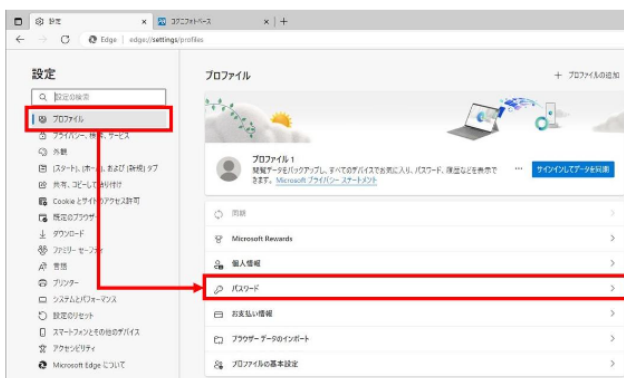 設定
コグニフォトベース
Edge | edge://settings/profiles
設定
設定の検索
プロファイル
プライバシー、検索、サービス
外観
[スタート]、[ホーム]、および [新規] タブ
共有、コピーして貼り付け
Cookie とサイトのアクセス許可
既定のブラウザー
ダウンロード
ファミリー セーフティ
言語
プリンター
システムとパフォーマンス
設定のリセット
スマートフォンとその他のデバイス
アクセシビリティ
Microsoft Edge について
プロファイル
プロファイルの追加
プロファイル 1
閲覧データをバックアップし、すべてのデバイスでお気に入り、パスワード、履歴などを表示で
きます。Microsoft プライバシー ステートメント
サインインしてデータを同期
同期
Microsoft Rewards
個人情報
パスワード
お支払い情報
ブラウザー データのインポート
プロファイルの基本設定